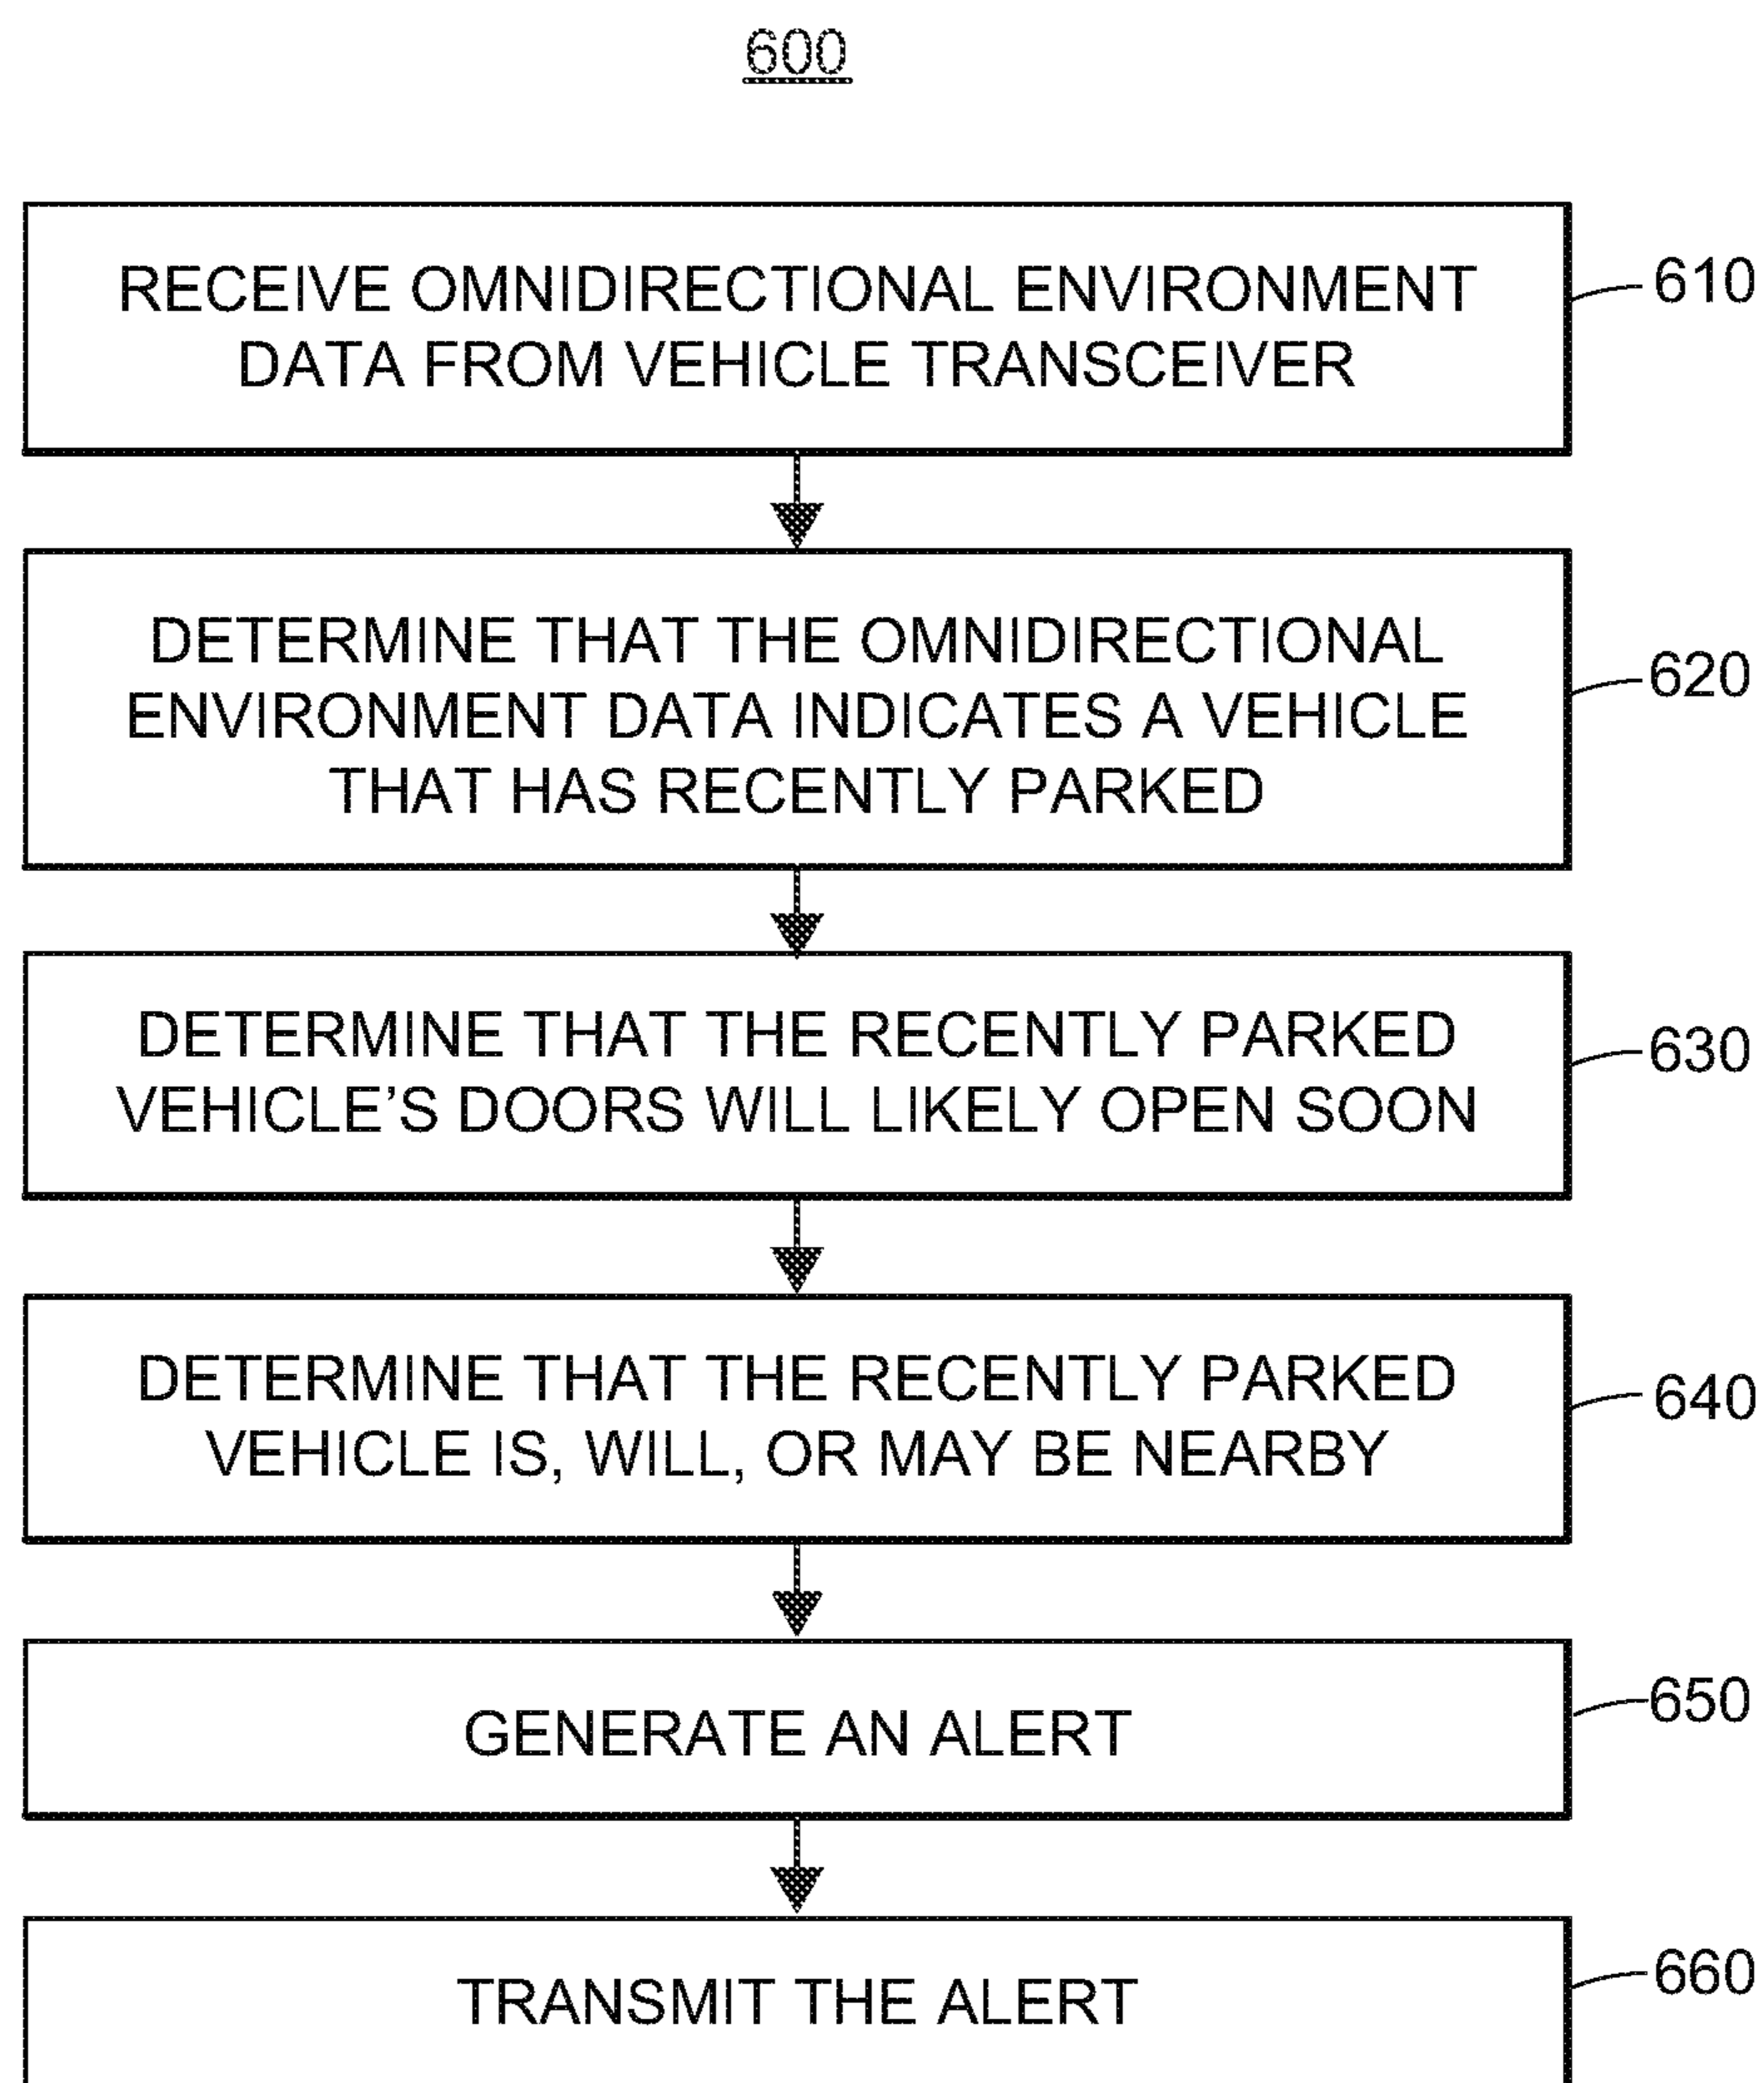 600
RECEIVE OMNIDIRECTIONAL ENVIRONMENT
DATA FROM VEHICLE TRANSCEIVER
610
DETERMINE THAT THE OMNIDIRECTIONAL
ENVIRONMENT DATA INDICATES A VEHICLE
THAT HAS RECENTLY PARKED
620
DETERMINE THAT THE RECENTLY PARKED
VEHICLE’S DOORS WILL LIKELY OPEN SOON
630
DETERMINE THAT THE RECENTLY PARKED
VEHICLE IS, WILL, OR MAY BE NEARBY
640
GENERATE AN ALERT
650
TRANSMIT THE ALERT
660